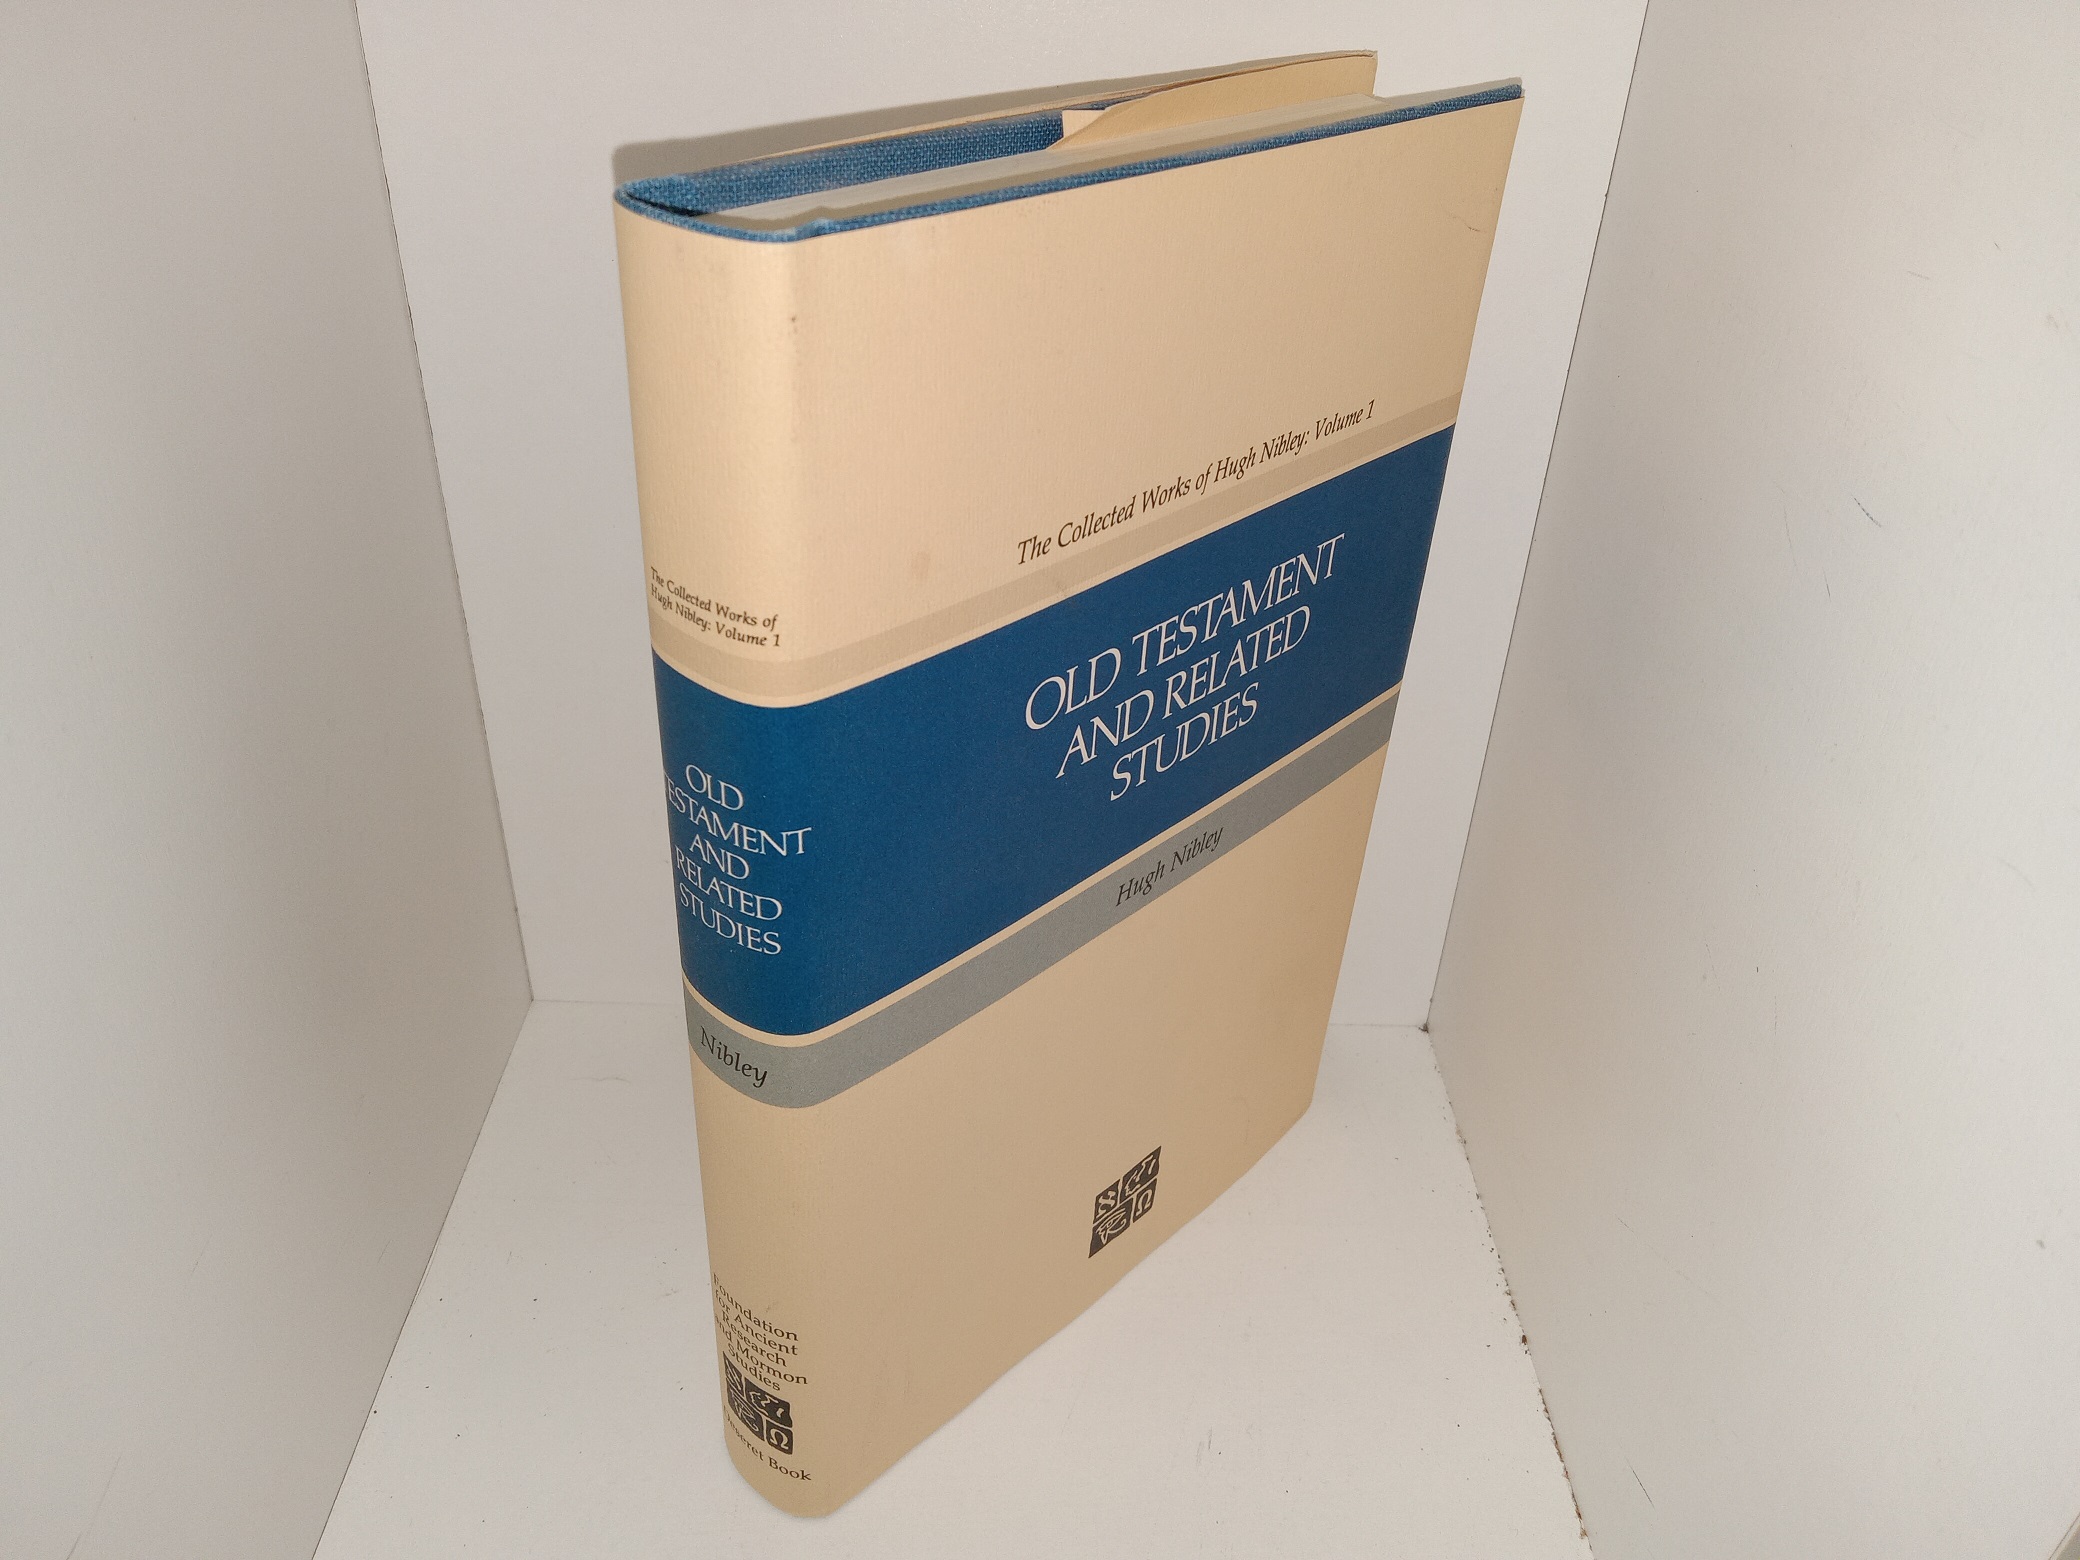 The Collected Works of Hugh Nibley: Volume 1
OLD TESTAMENT
AND RELATED
STUDIES
Hugh Nibley
The Collected Works of
Hugh Nibley: Volume 1
OLD
TESTAMENT
AND
RELATED
STUDIES
Nibley
Foundation
for Ancient
Research
and Mormon
Studies
Deseret Book